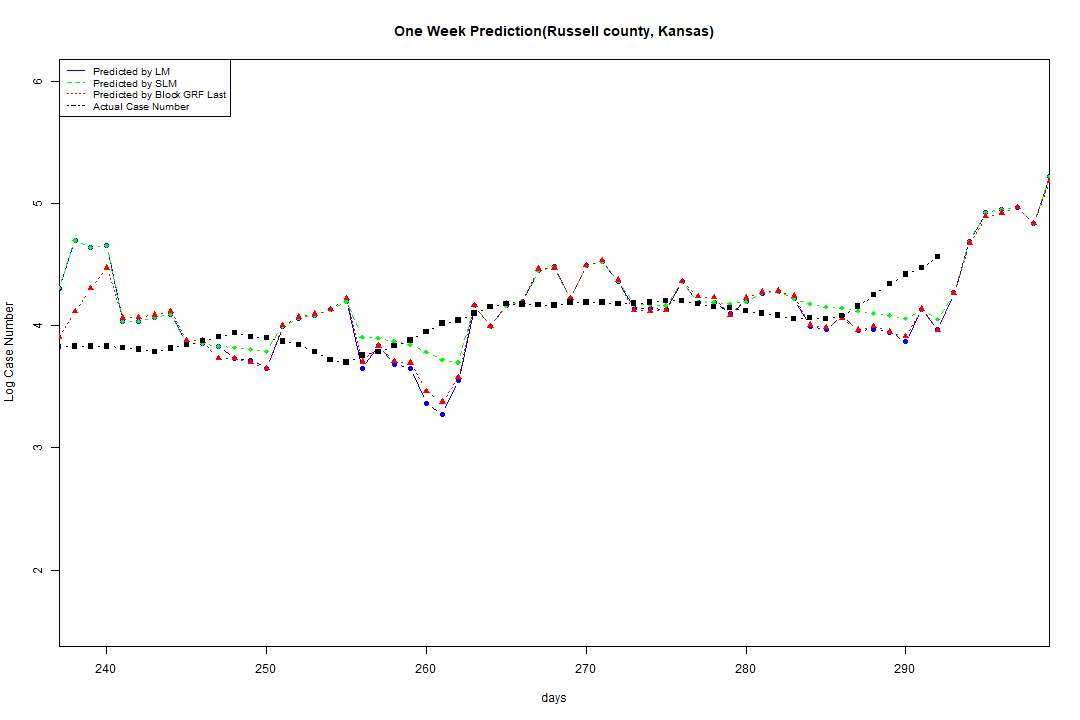 One Week Prediction(Russell county, Kansas)
Predicted by LM
Predicted by SLM
Predicted by Block GRF Last
Actual Case Number
6
5
4
3
2
Log Case Number
240 250 260 270 280 290
days